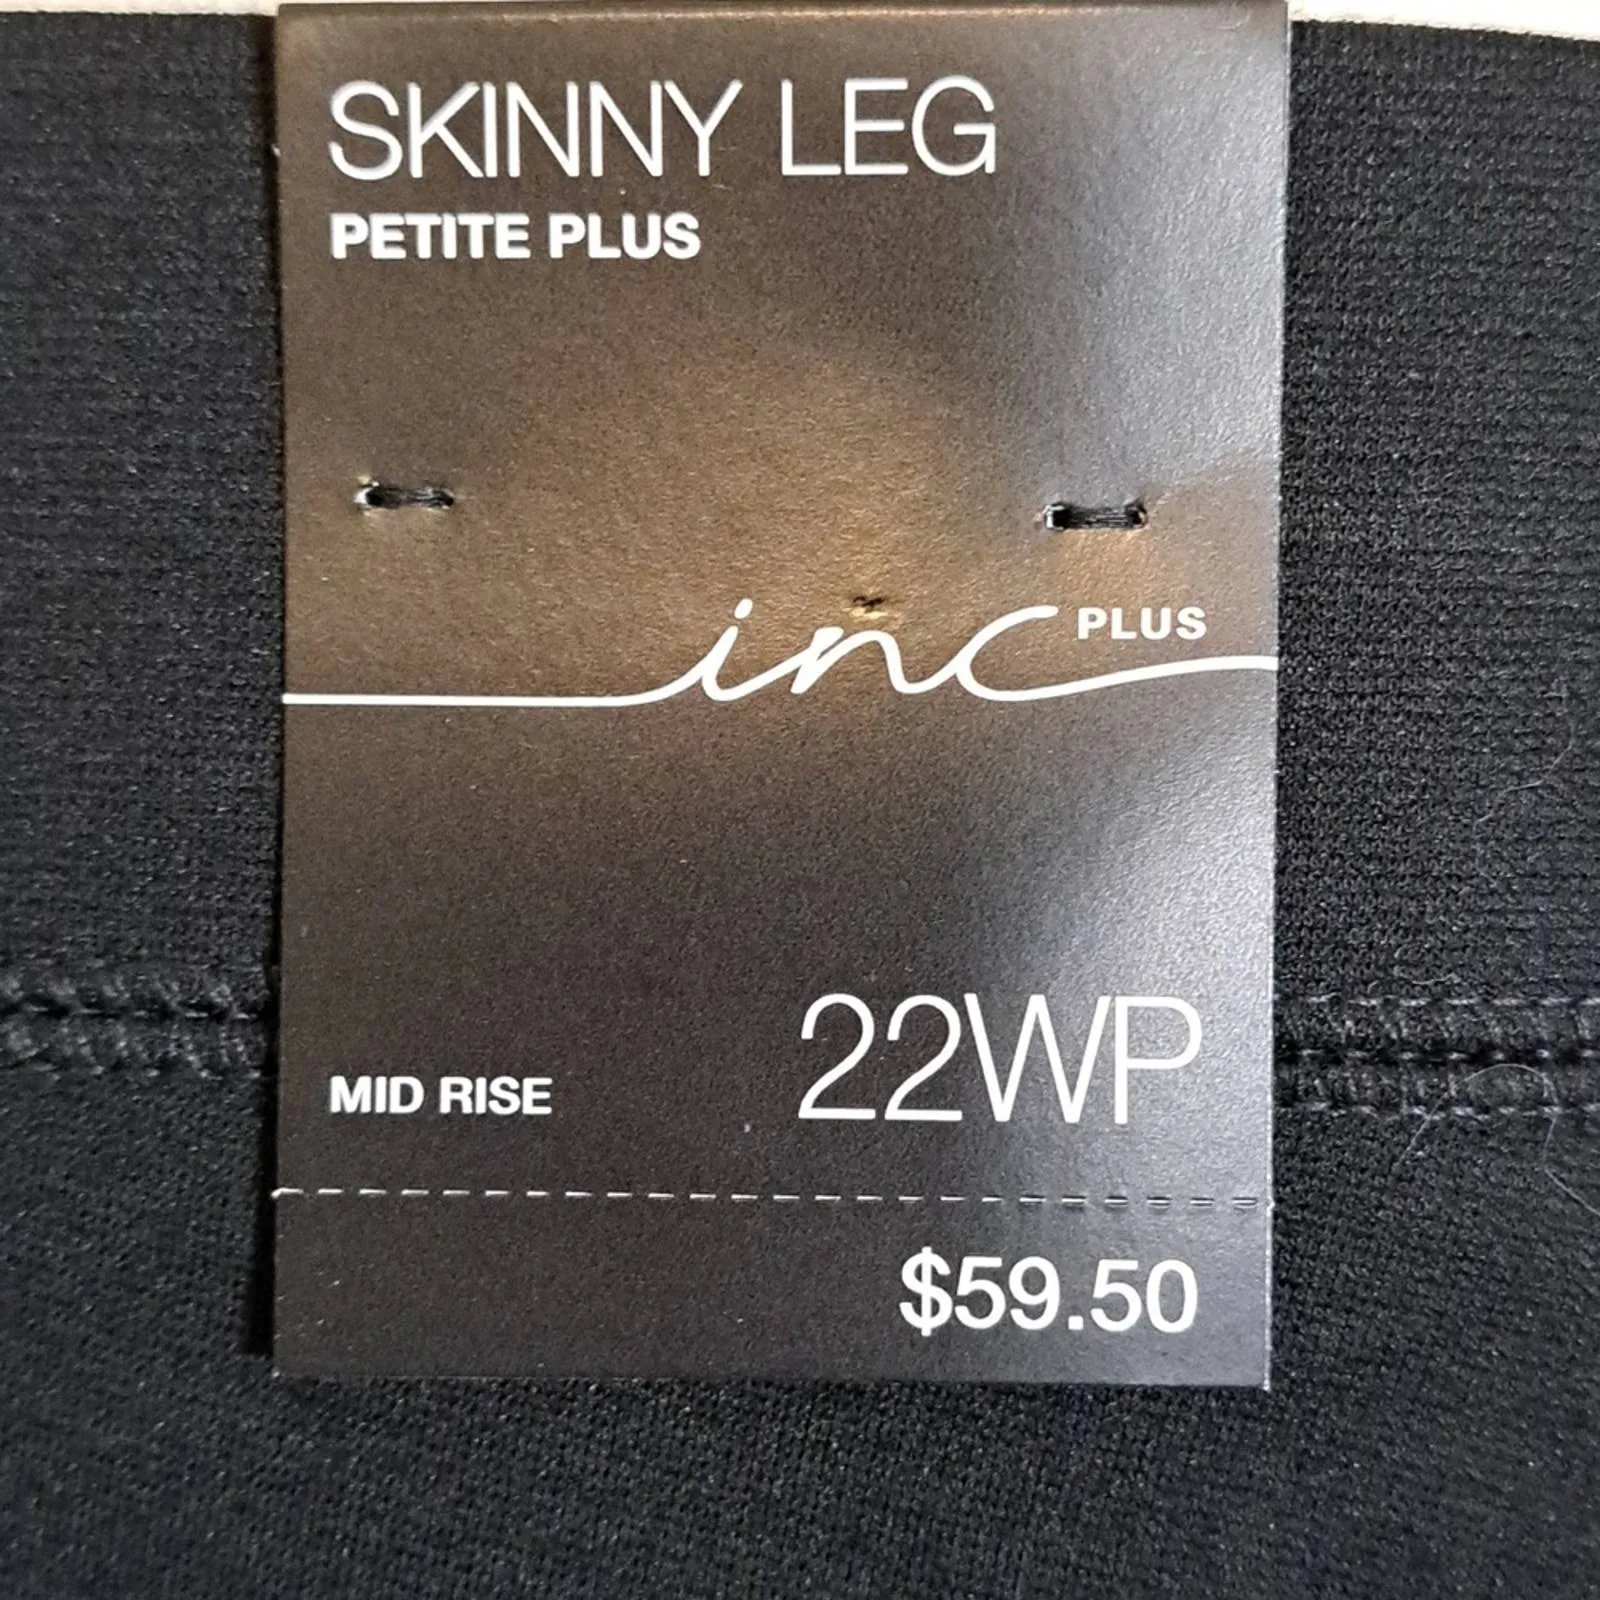 SKINNY LEG
PETITE PLUS
inc PLUS
MID RISE 22WP
$59.50